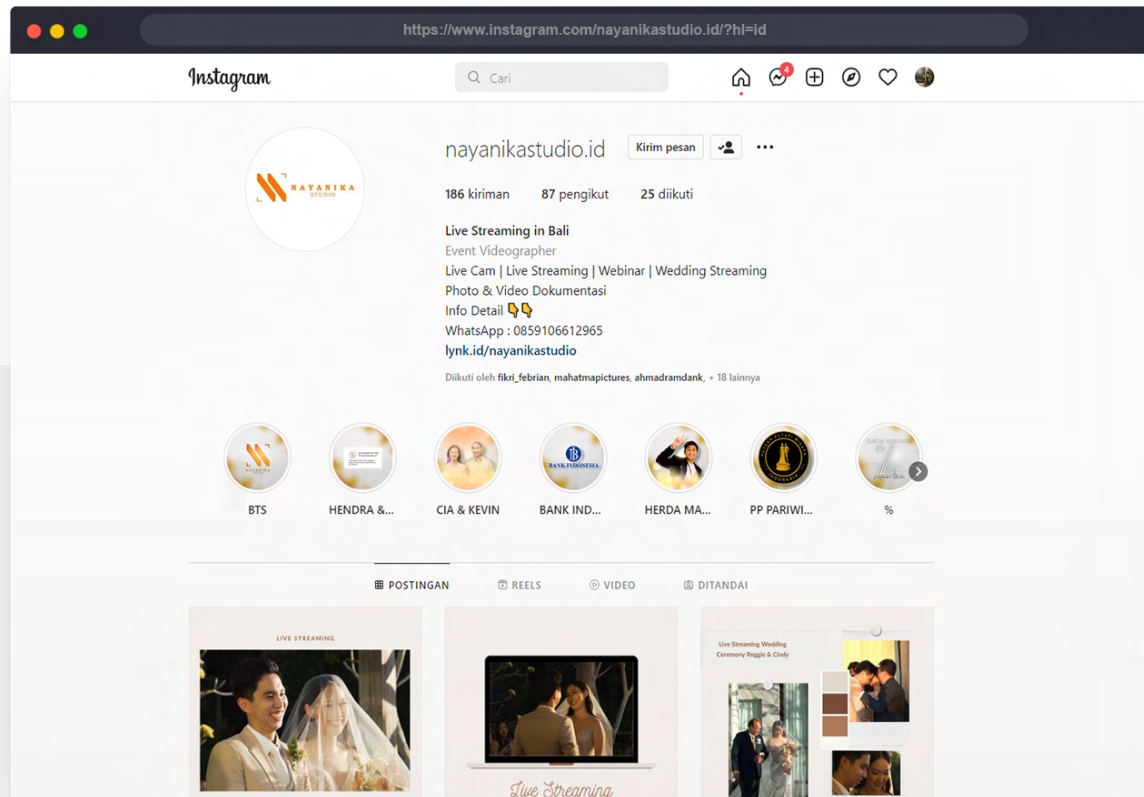 https://www.instagram.com/nayanikastudio.id/?hl=id
Instagram
Cari
4
nayanikastudio.id
Kirim pesan
186 kiriman 87 pengikut 25 diikuti
NAYANIKA
STUDIO
Live Streaming in Bali
Event Videographer
Live Cam | Live Streaming | Webinar | Wedding Streaming
Photo & Video Dokumentasi
Info Detail 👇👇
WhatsApp : 0859106612965
lynk.id/nayanikastudio
Diikuti oleh fikri_febrian, mahatmapictures, ahmadramdank, + 18 lainnya
NAYANIKA
BANK INDONESIA
BTS
HENDRA &...
CIA & KEVIN
BANK IND...
HERDA MA...
PP PARIWI...
%
POSTINGAN
REELS
VIDEO
DITANDAI
LIVE STREAMING
Live Streaming
Live Streaming Wedding
Ceremony Reggie & Cindy